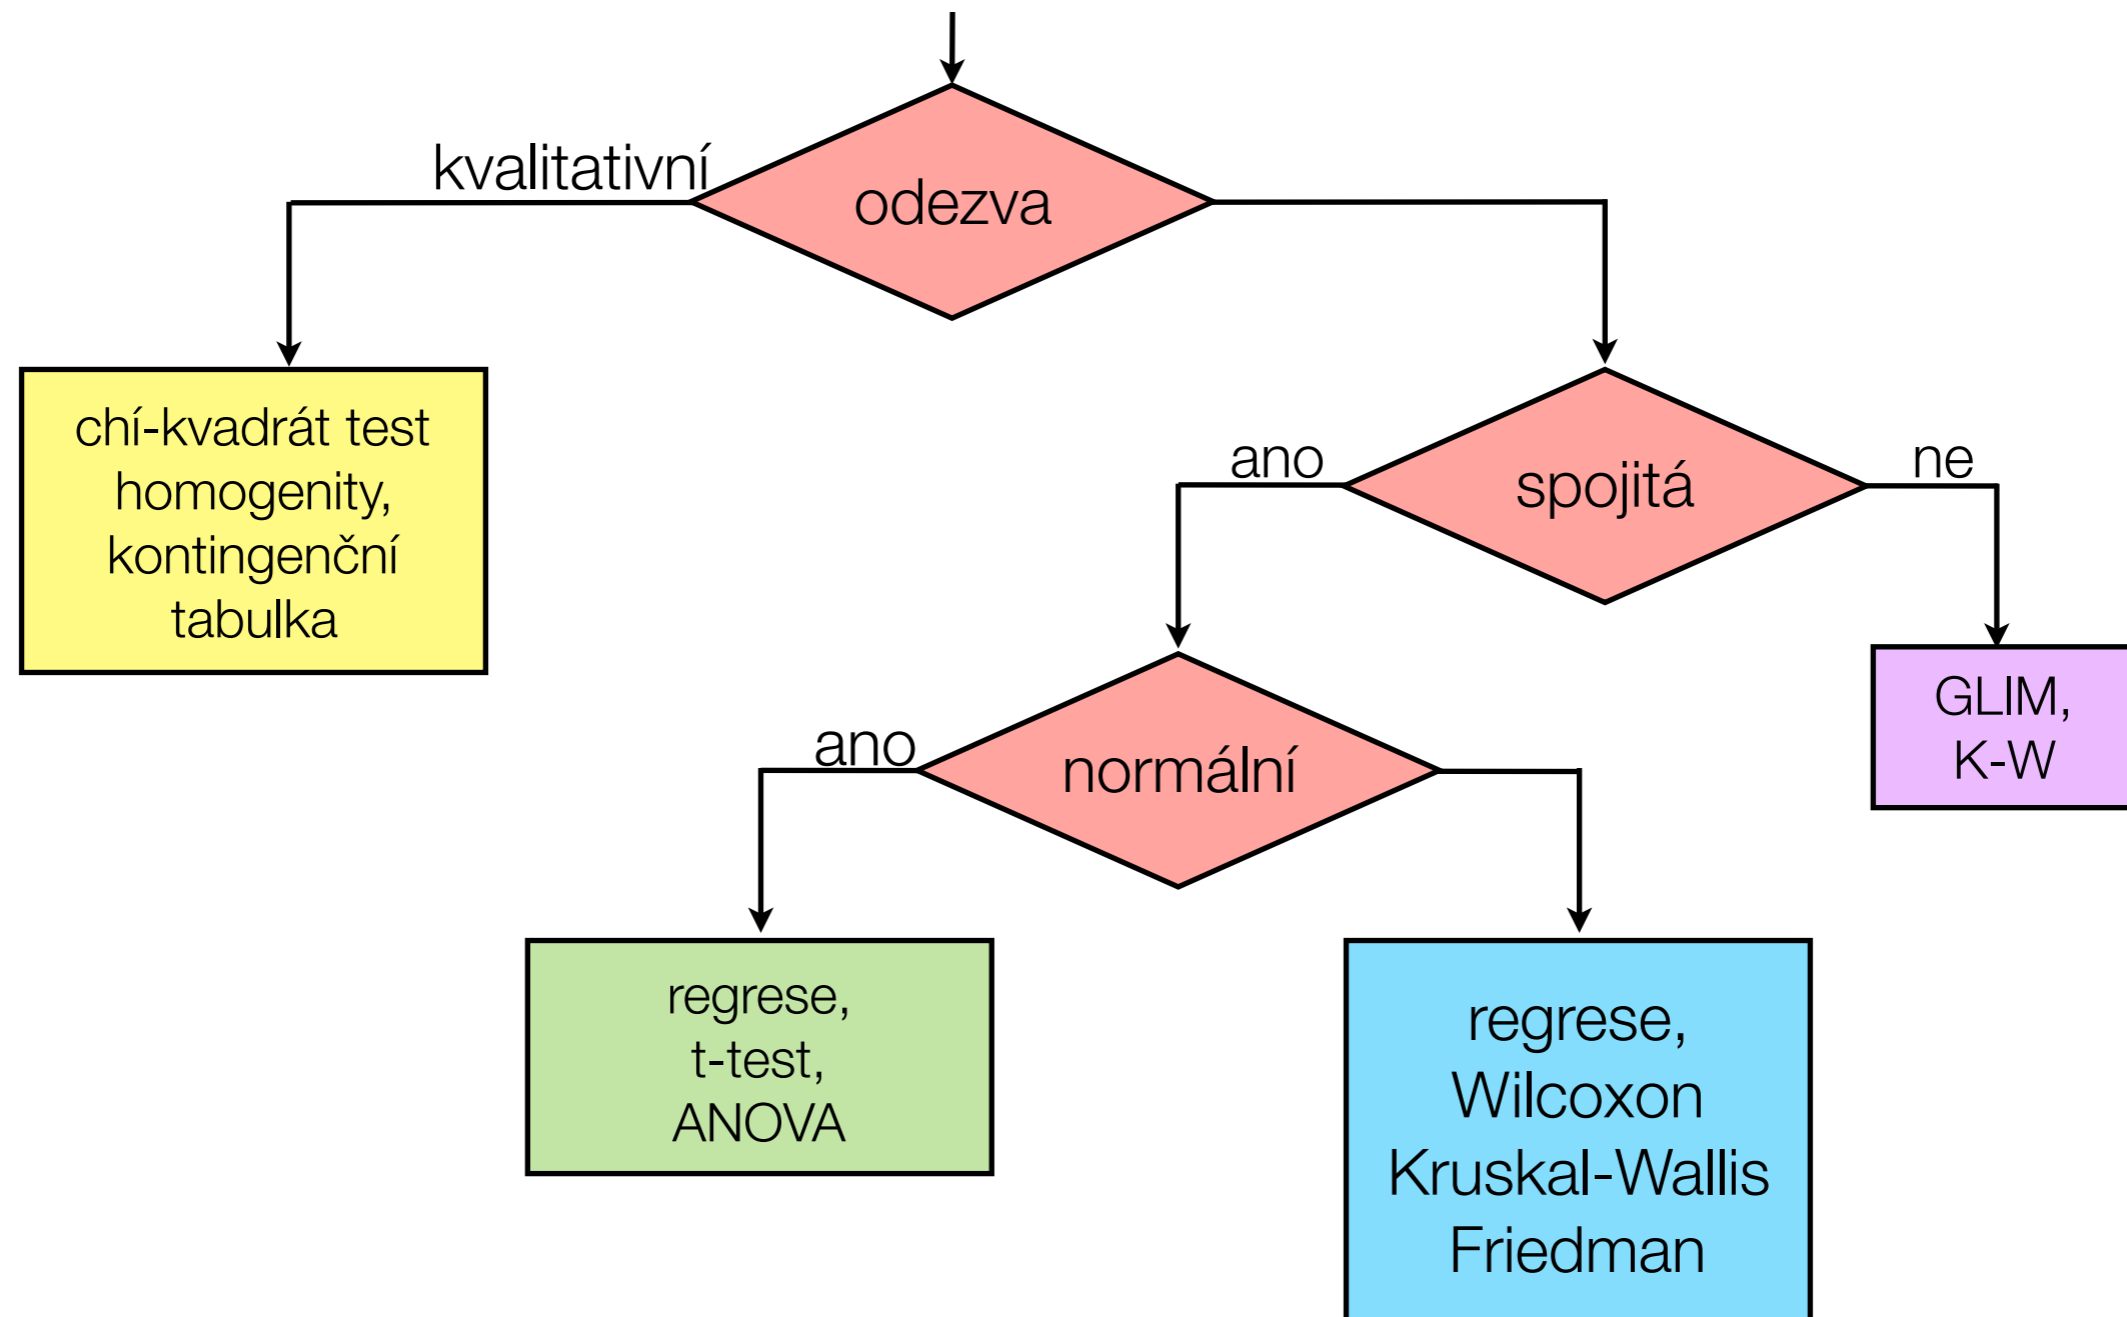 kvalitativní
odezva
chí-kvadrát test
homogenity,
kontingenční
tabulka
ano
spojitá
ne
ano
normální
GLIM,
K-W
regrese,
t-test,
ANOVA
regrese,
Wilcoxon
Kruskal-Wallis
Friedman